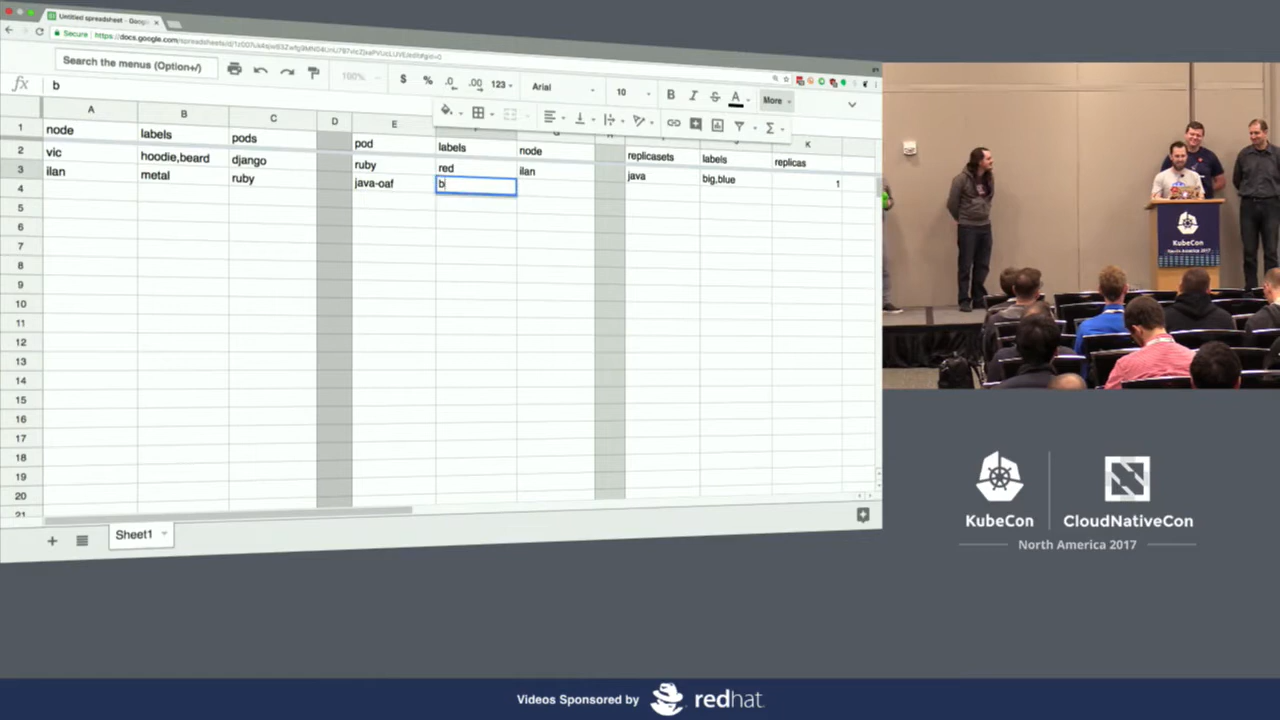 Untitled spreadsheet - Goog
Secure
Search the menus (Option+/)
100%
$ % .0 .00 123
Arial
10
B I S A
More
fx b
A B C D E K
1 node labels pods pod labels node replicasets labels replicas
2 vic hoodie,beard django ruby red ilan java big,blue 1
3 ilan metal ruby java-oaf b
4
5
6
7
8
9
10
11
12
13
14
15
16
17
18
19
20
21
Sheet1
KubeCon
North America 2017
KubeCon
CloudNativeCon
North America 2017
Videos Sponsored by
redhat